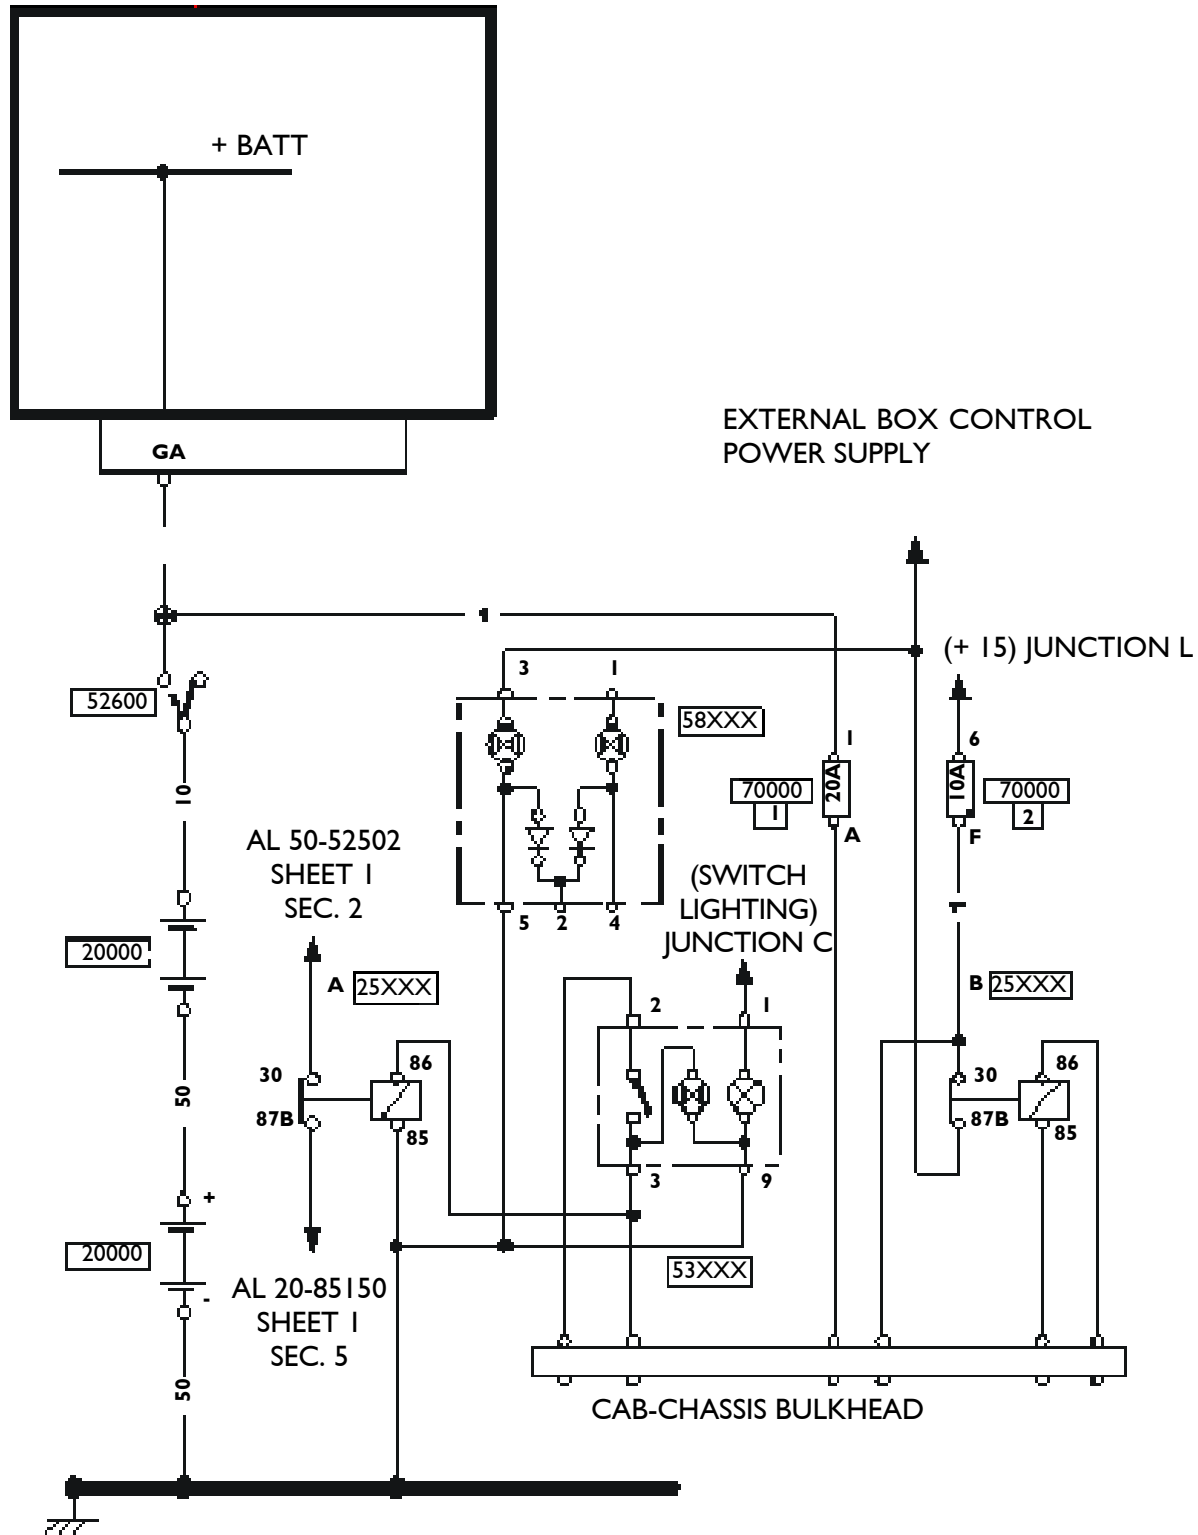 + BATT
GA
EXTERNAL BOX CONTROL
POWER SUPPLY
1
(+ 15) JUNCTION L
3
1
52600
58XXX
1
6
10
70000
1
20A
10A
70000
2
A
F
AL 50-52502
SHEET 1
SEC. 2
(SWITCH
LIGHTING)
JUNCTION C
5
2
4
1
20000
A
25XXX
B
25XXX
2
1
50
30
86
87B
85
30
86
87B
85
3
9
+
20000
-
53XXX
AL 20-85150
SHEET 1
SEC. 5
50
CAB-CHASSIS BULKHEAD